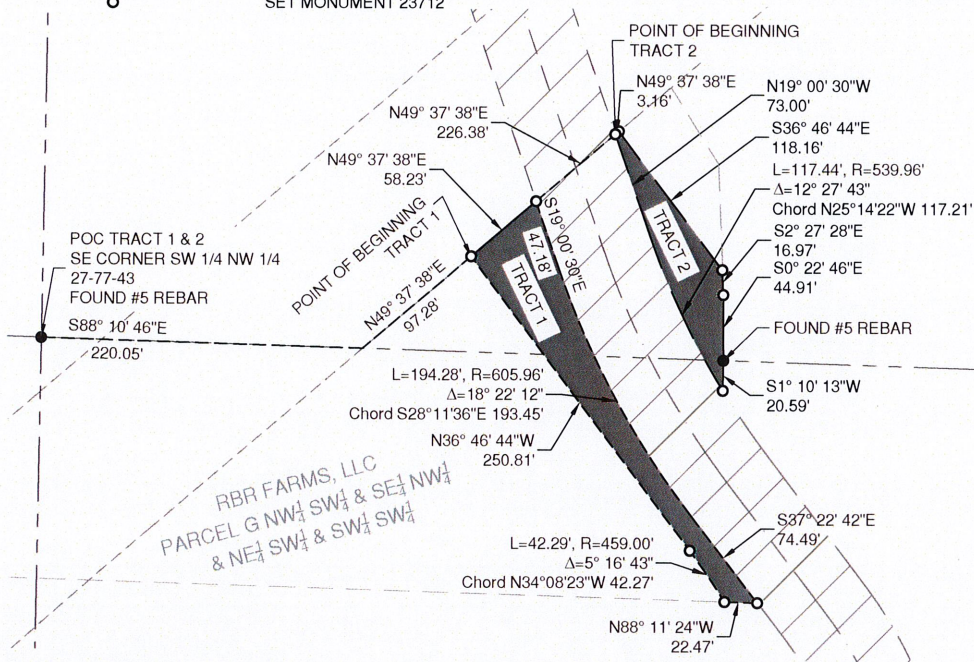 SET MONUMENT 23712
POINT OF BEGINNING
TRACT 2
N49° 37' 38"E
3.16'
N19° 00' 30"W
73.00'
N49° 37' 38"E
226.38'
S36° 46' 44"E
118.16'
N49° 37' 38"E
58.23'
L=117.44', R=539.96'
Δ=12° 27' 43"
Chord N25°14'22"W 117.21'
S2° 27' 28"E
16.97'
S0° 22' 46"E
44.91'
POINT OF BEGINNING
TRACT 1
S19° 00' 30"E
47.18'
TRACT 1
TRACT 2
POC TRACT 1 & 2
SE CORNER SW 1/4 NW 1/4
27-77-43
FOUND #5 REBAR
N49° 37' 38"E
97.28'
S88° 10' 46"E
220.05'
FOUND #5 REBAR
S1° 10' 13"W
20.59'
L=194.28', R=605.96'
Δ=18° 22' 12"
Chord S28°11'36"E 193.45'
N36° 46' 44"W
250.81'
RBR FARMS, LLC
PARCEL G NW¼ SW¼ & SE¼ NW¼
& NE¼ SW¼ & SW¼ SW¼
S37° 22' 42"E
74.49'
L=42.29', R=459.00'
Δ=5° 16' 43"
Chord N34°08'23"W 42.27'
N88° 11' 24"W
22.47'